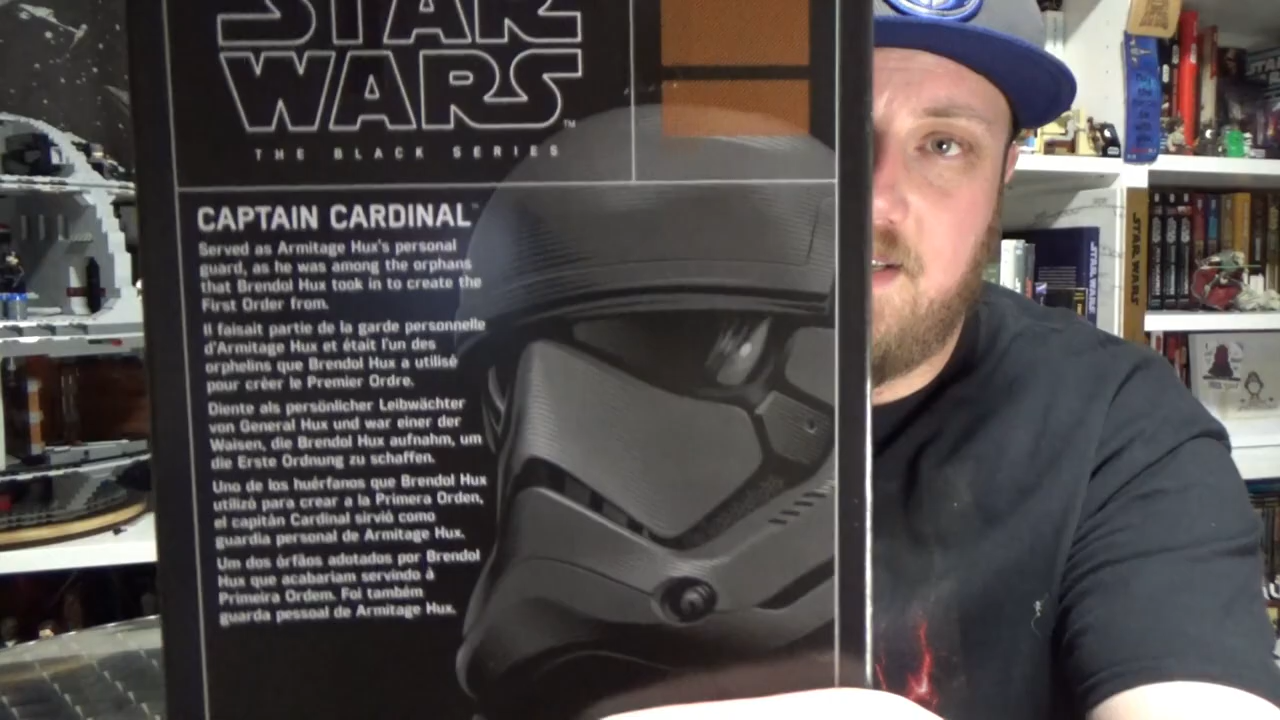 STAR
WARS™
THE BLACK SERIES
CAPTAIN CARDINAL™
Served as Armitage Hux's personal
guard, as he was among the orphans
that Brendol Hux took in to create the
First Order from.
Il faisait partie de la garde personnelle
d'Armitage Hux et était l'un des
orphelins que Brendol Hux a utilisé
pour créer le Premier Ordre.
Diente als persönlicher Leibwächter
von General Hux und war einer der
Waisen, die Brendol Hux aufnahm, um
die Erste Ordnung zu schaffen.
Uno de los huérfanos que Brendol Hux
utilizó para crear a la Primera Orden,
el capitán Cardinal sirvió como
guardia personal de Armitage Hux.
Um dos órfãos adotados por Brendol
Hux que acabariam servindo à
Primeira Ordem. Foi também
guarda pessoal de Armitage Hux.
STAR WARS
STAR WARS